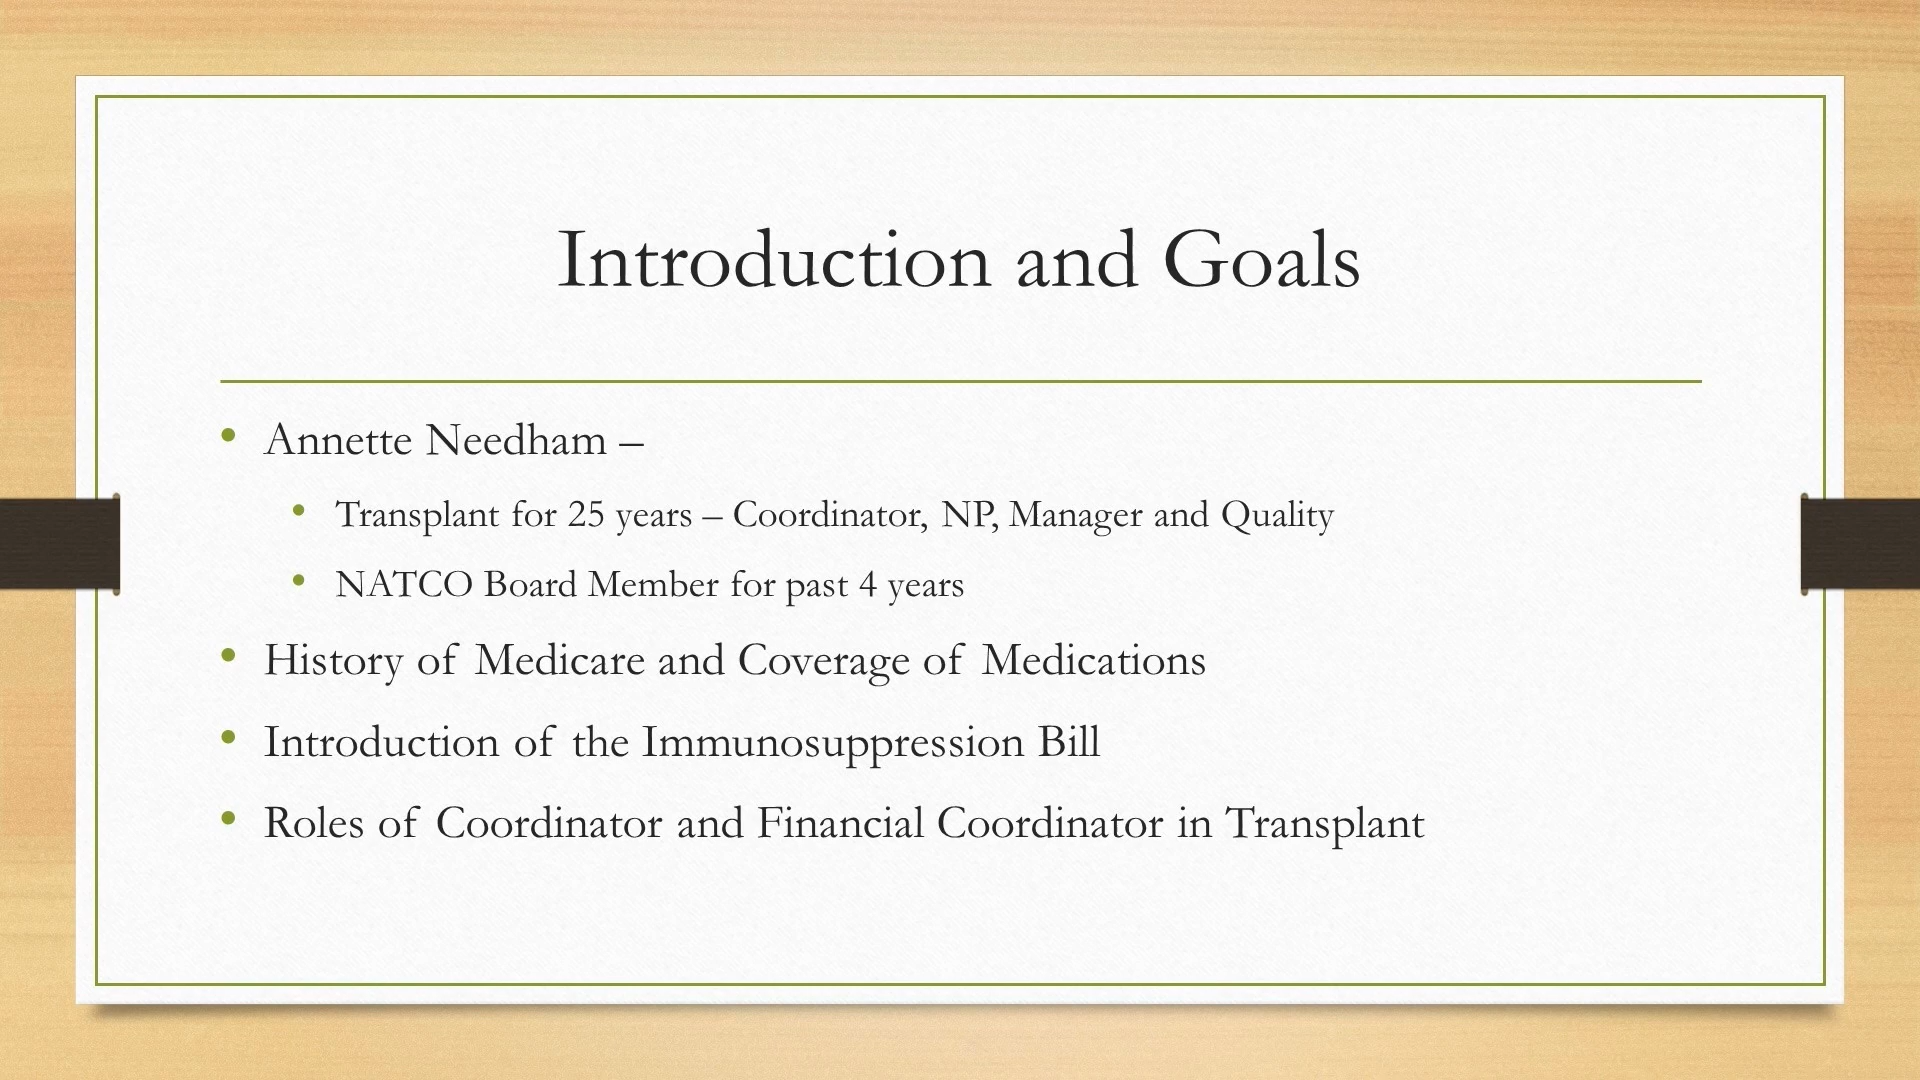 Introduction and Goals
• Annette Needham –
• Transplant for 25 years – Coordinator, NP, Manager and Quality
• NATCO Board Member for past 4 years
• History of Medicare and Coverage of Medications
• Introduction of the Immunosuppression Bill
• Roles of Coordinator and Financial Coordinator in Transplant